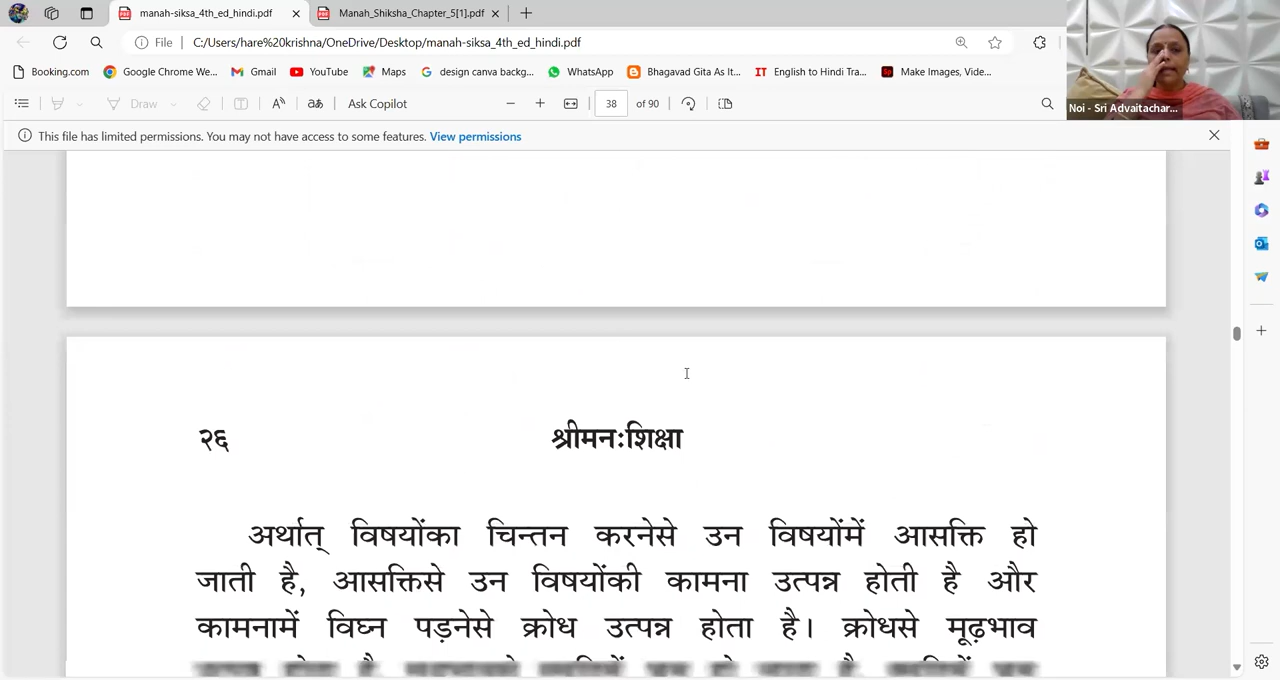 manah-siksa_4th_ed_hindi.pdf
Manah_Shiksha_Chapter_5[1].pdf
File
C:/Users/hare%20krishna/OneDrive/Desktop/manah-siksa_4th_ed_hindi.pdf
Booking.com
Google Chrome We...
Gmail
YouTube
Maps
design canva backg...
WhatsApp
Bhagavad Gita As It...
English to Hindi Tra...
Make Images, Vide...
Draw
Ask Copilot
38 of 90
Noi - Sri Advaitachar...
This file has limited permissions. You may not have access to some features. View permissions
२६
श्रीमनःशिक्षा
अर्थात् विषयोंका चिन्तन करनेसे उन विषयोंमें आसक्ति हो
जाती है, आसक्तिसे उन विषयोंकी कामना उत्पन्न होती है और
कामनामें विघ्न पड़नेसे क्रोध उत्पन्न होता है। क्रोधसे मूढ़भाव